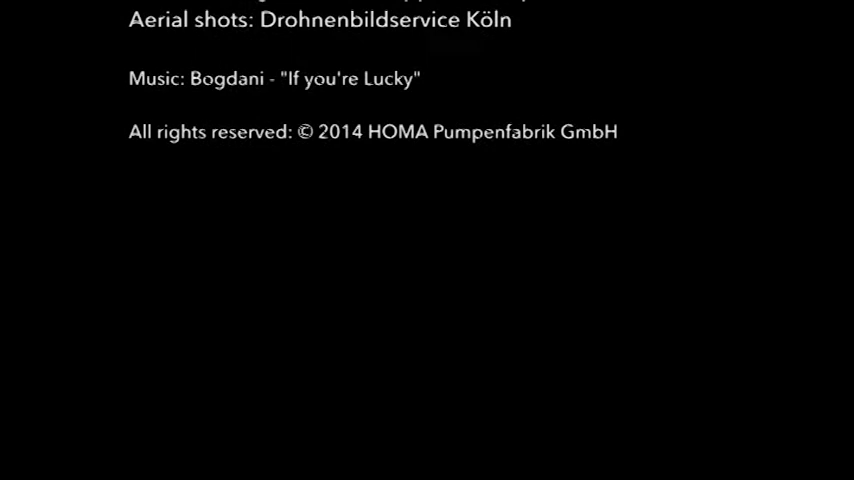 Aerial shots: Drohnenbildservice Köln
Music: Bogdani - "If you're Lucky"
All rights reserved: © 2014 HOMA Pumpenfabrik GmbH